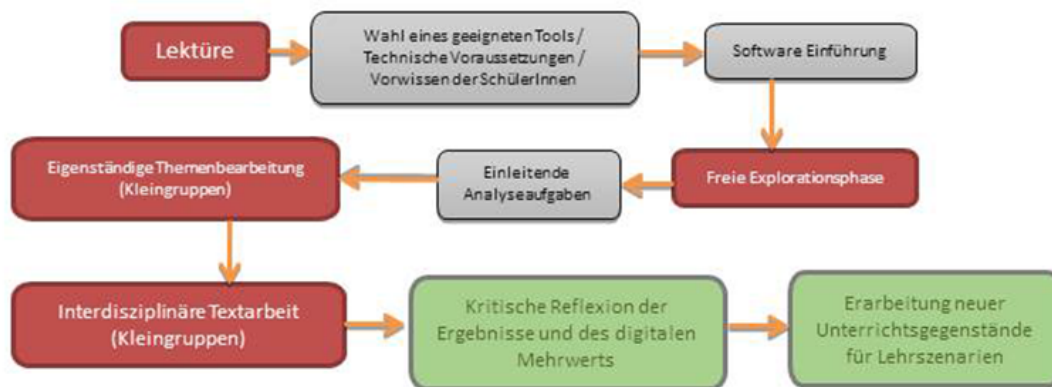 Lektüre
Wahl eines geeigneten Tools /
Technische Voraussetzungen /
Vorwissen der SchülerInnen
Software Einführung
Freie Explorationsphase
Einleitende
Analyseaufgaben
Eigenständige Themenbearbeitung
(Kleingruppen)
Interdisziplinäre Textarbeit
(Kleingruppen)
Kritische Reflexion der
Ergebnisse und des digitalen
Mehrwerts
Erarbeitung neuer
Unterrichtsgegenstände
für Lehrszenarien